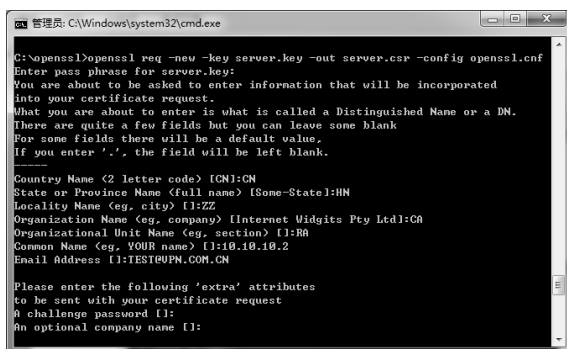 管理员: C:\Windows\system32\cmd.exe
C:\openssl>openssl req -new -key server.key -out server.csr -config openssl.cnf
Enter pass phrase for server.key:
You are about to be asked to enter information that will be incorporated
into your certificate request.
What you are about to enter is what is called a Distinguished Name or a DN.
There are quite a few fields but you can leave some blank
For some fields there will be a default value,
If you enter '.', the field will be left blank.
-----
Country Name (2 letter code) [CN]:CN
State or Province Name (full name) [Some-State]:HN
Locality Name (eg, city) []:ZZ
Organization Name (eg, company) [Internet Widgits Pty Ltd]:CA
Organizational Unit Name (eg, section) []:RA
Common Name (eg, YOUR name) []:10.10.10.2
Email Address []:TEST@VPN.COM.CN
Please enter the following 'extra' attributes
to be sent with your certificate request
A challenge password []:
An optional company name []: